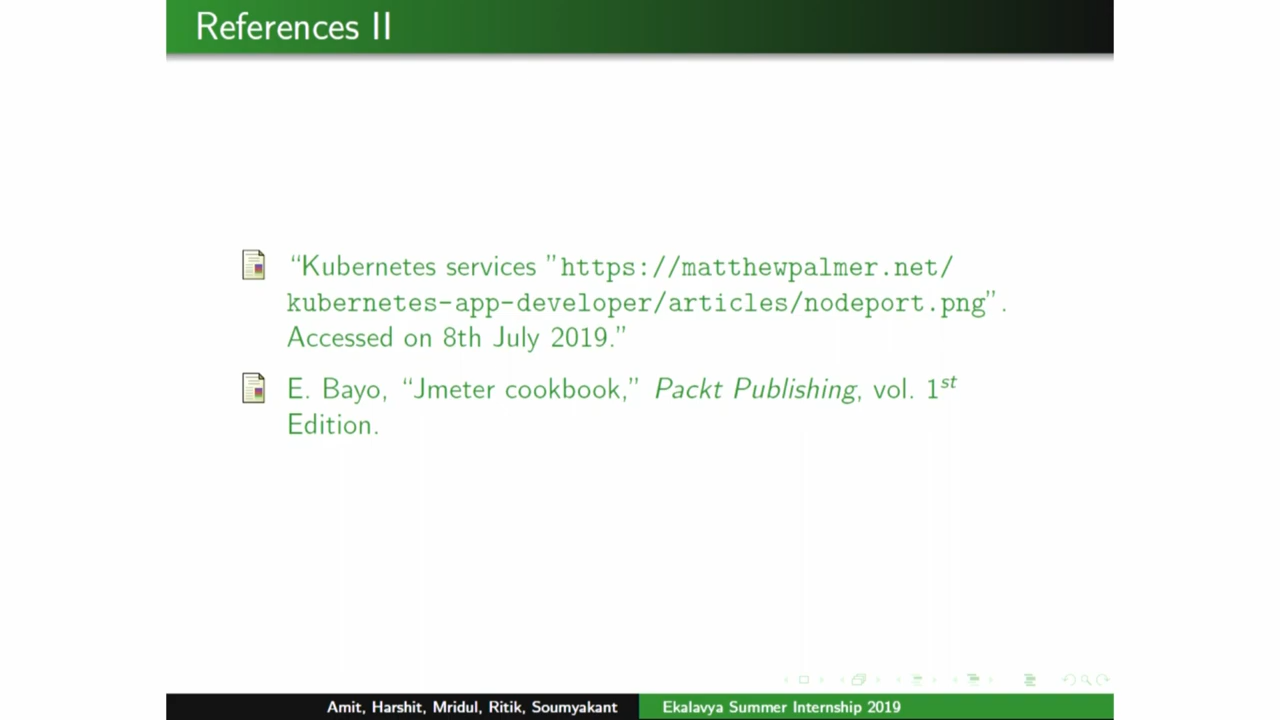 References II
“Kubernetes services ”https://matthewpalmer.net/
kubernetes-app-developer/articles/nodeport.png”.
Accessed on 8th July 2019.”
E. Bayo, “Jmeter cookbook,” Packt Publishing, vol. 1st
Edition.
Amit, Harshit, Mridul, Ritik, Soumyakant
Ekalavya Summer Internship 2019